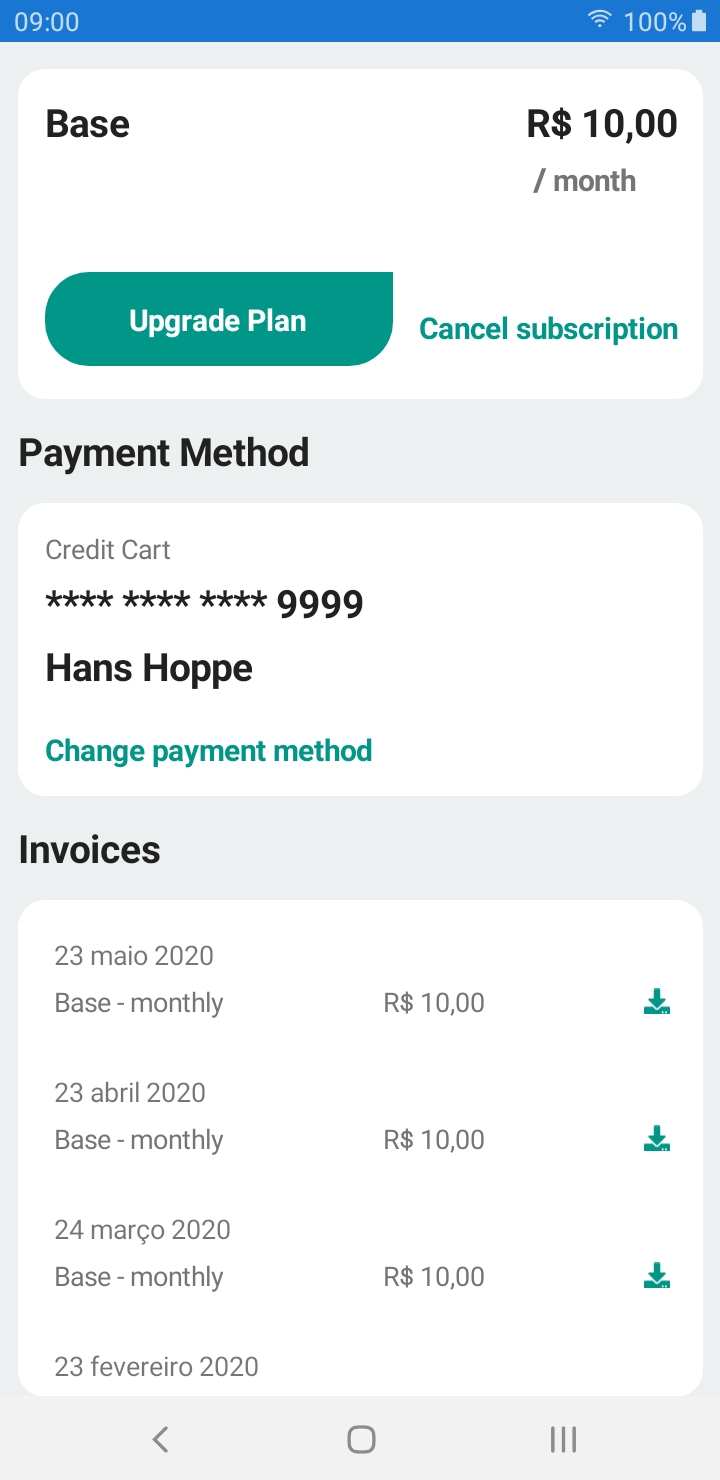 09:00 100%
Base R$ 10,00
/ month
Upgrade Plan Cancel subscription
Payment Method
Credit Cart
**** **** **** 9999
Hans Hoppe
Change payment method
Invoices
23 maio 2020
Base - monthly R$ 10,00
23 abril 2020
Base - monthly R$ 10,00
24 março 2020
Base - monthly R$ 10,00
23 fevereiro 2020